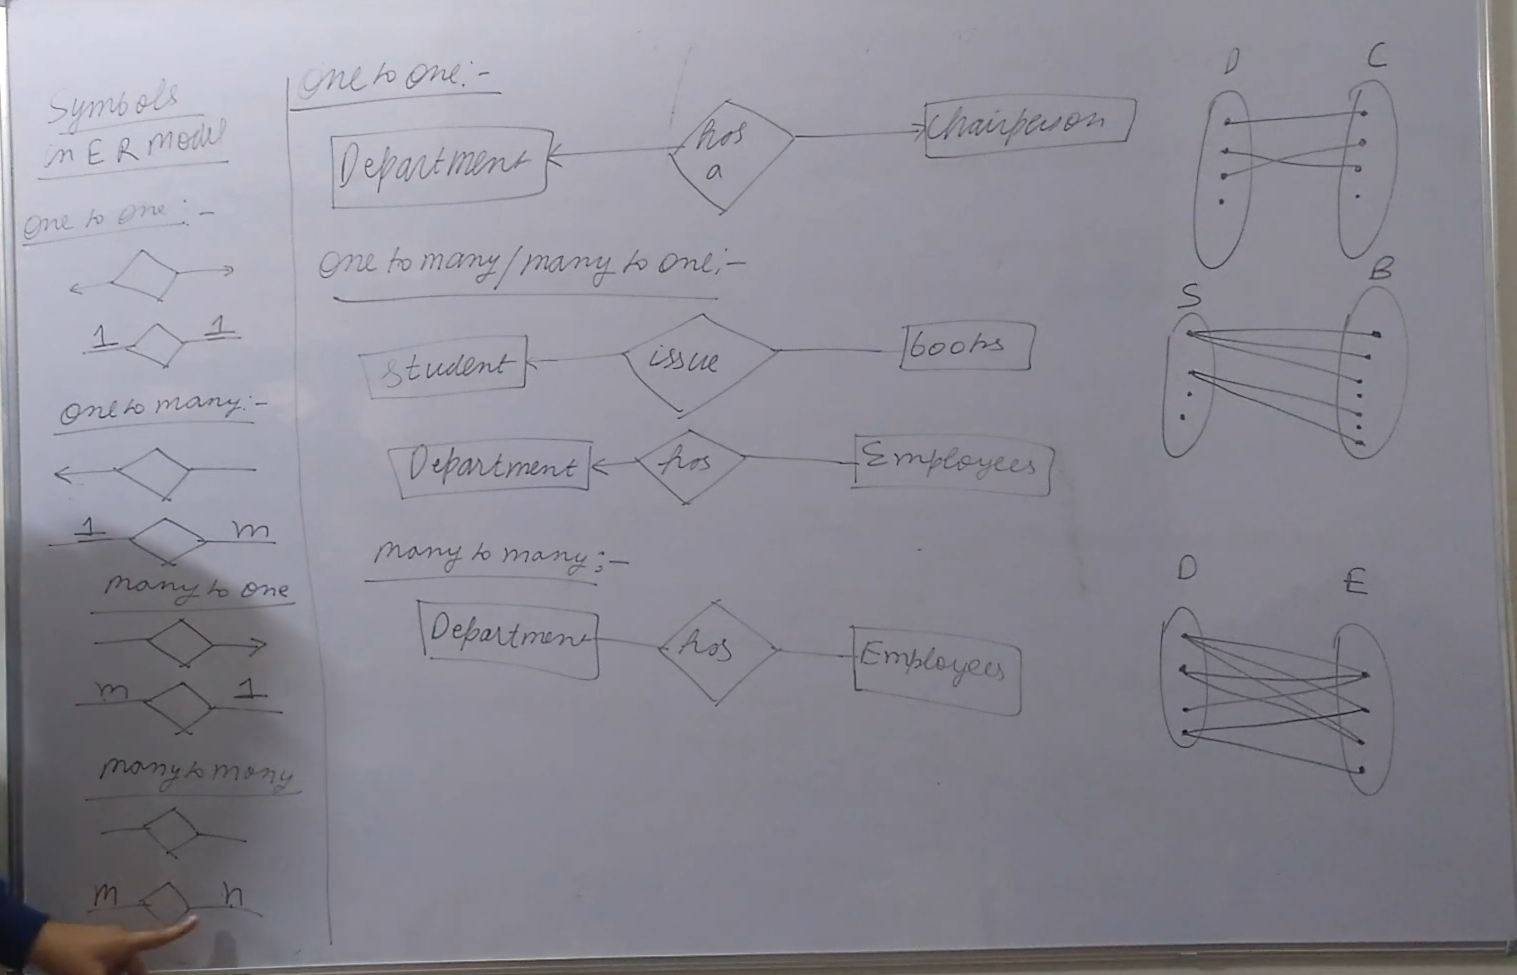 Symbols
in ER Model
one to one :-
1 1
one to many:-
1 m
many to one
m 1
many to many
m n
one to one :-
Department has a Chairperson
D C
one to many / many to one :-
Student issue books
S B
Department has Employees
many to many :-
Department has Employees
D E